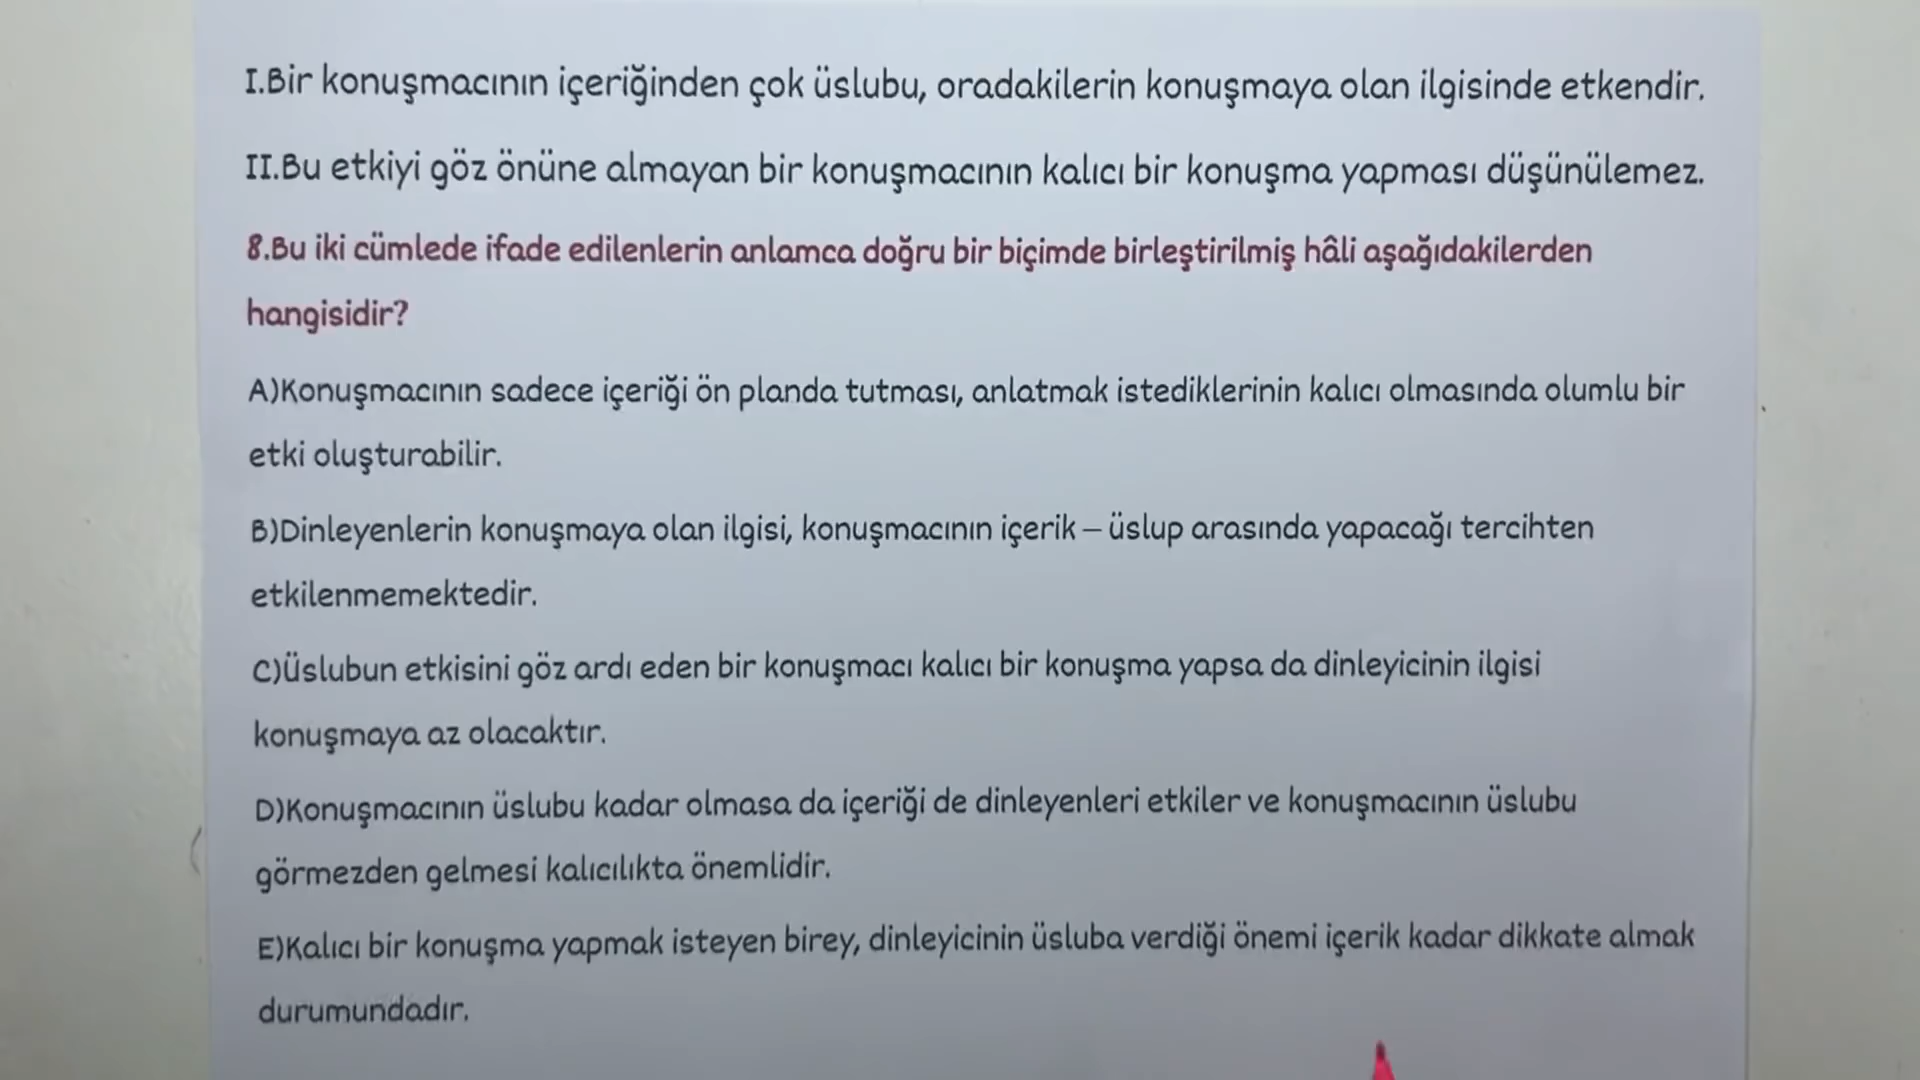 I.Bir konuşmacının içeriğinden çok üslubu, oradakilerin konuşmaya olan ilgisinde etkendir.
II.Bu etkiyi göz önüne almayan bir konuşmacının kalıcı bir konuşma yapması düşünülemez.
8.Bu iki cümlede ifade edilenlerin anlamca doğru bir biçimde birleştirilmiş hâli aşağıdakilerden
hangisidir?
A)Konuşmacının sadece içeriği ön planda tutması, anlatmak istediklerinin kalıcı olmasında olumlu bir
etki oluşturabilir.
B)Dinleyenlerin konuşmaya olan ilgisi, konuşmacının içerik – üslup arasında yapacağı tercihten
etkilenmemektedir.
C)Üslubun etkisini göz ardı eden bir konuşmacı kalıcı bir konuşma yapsa da dinleyicinin ilgisi
konuşmaya az olacaktır.
D)Konuşmacının üslubu kadar olmasa da içeriği de dinleyenleri etkiler ve konuşmacının üslubu
görmezden gelmesi kalıcılıkta önemlidir.
E)Kalıcı bir konuşma yapmak isteyen birey, dinleyicinin üsluba verdiği önemi içerik kadar dikkate almak
durumundadır.